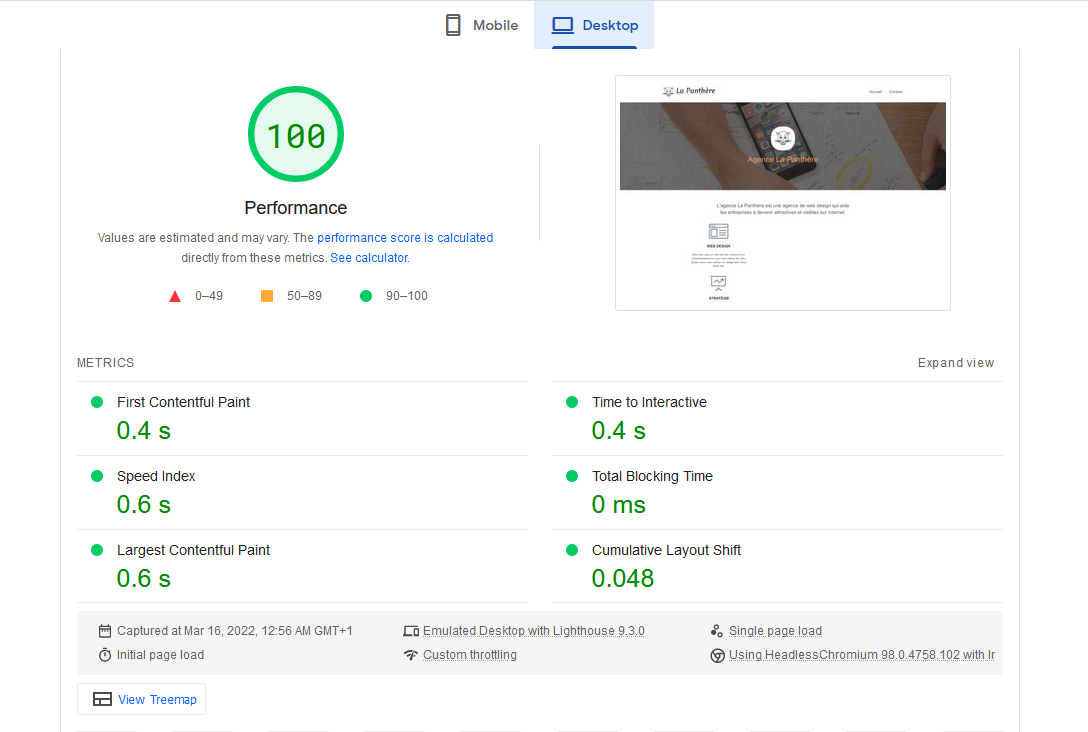 Mobile
Desktop
100
Performance
Values are estimated and may vary. The performance score is calculated
directly from these metrics. See calculator.
0–49
50–89
90–100
La Panthère
Accueil
Contact
Agence La Panthère
L'agence La Panthère est une agence de web design qui aide
les entreprises à devenir attractives et visibles sur internet.
WEB DESIGN
STRATÉGIE
METRICS
Expand view
First Contentful Paint
0.4 s
Time to Interactive
0.4 s
Speed Index
0.6 s
Total Blocking Time
0 ms
Largest Contentful Paint
0.6 s
Cumulative Layout Shift
0.048
Captured at Mar 16, 2022, 12:56 AM GMT+1
Emulated Desktop with Lighthouse 9.3.0
Single page load
Initial page load
Custom throttling
Using HeadlessChromium 98.0.4758.102 with lr
View Treemap